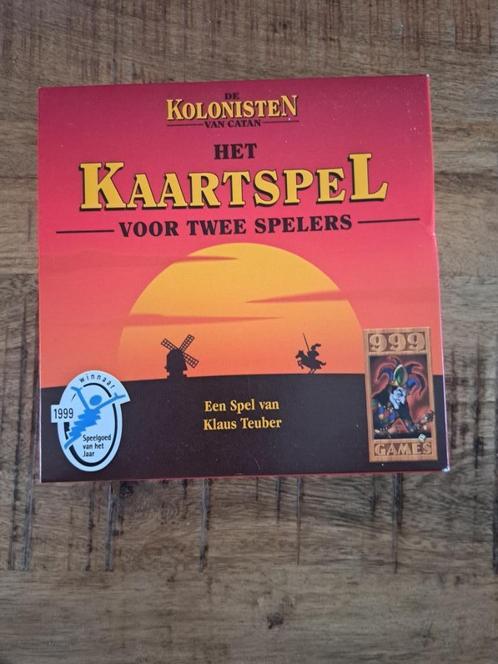 DE
KOLONISTEN
VAN CATAN
HET
KAARTSPEL
VOOR TWEE SPELERS
Een Spel van
Klaus Teuber
winnaar
1999
Speelgoed
van het
Jaar
999
GAMES